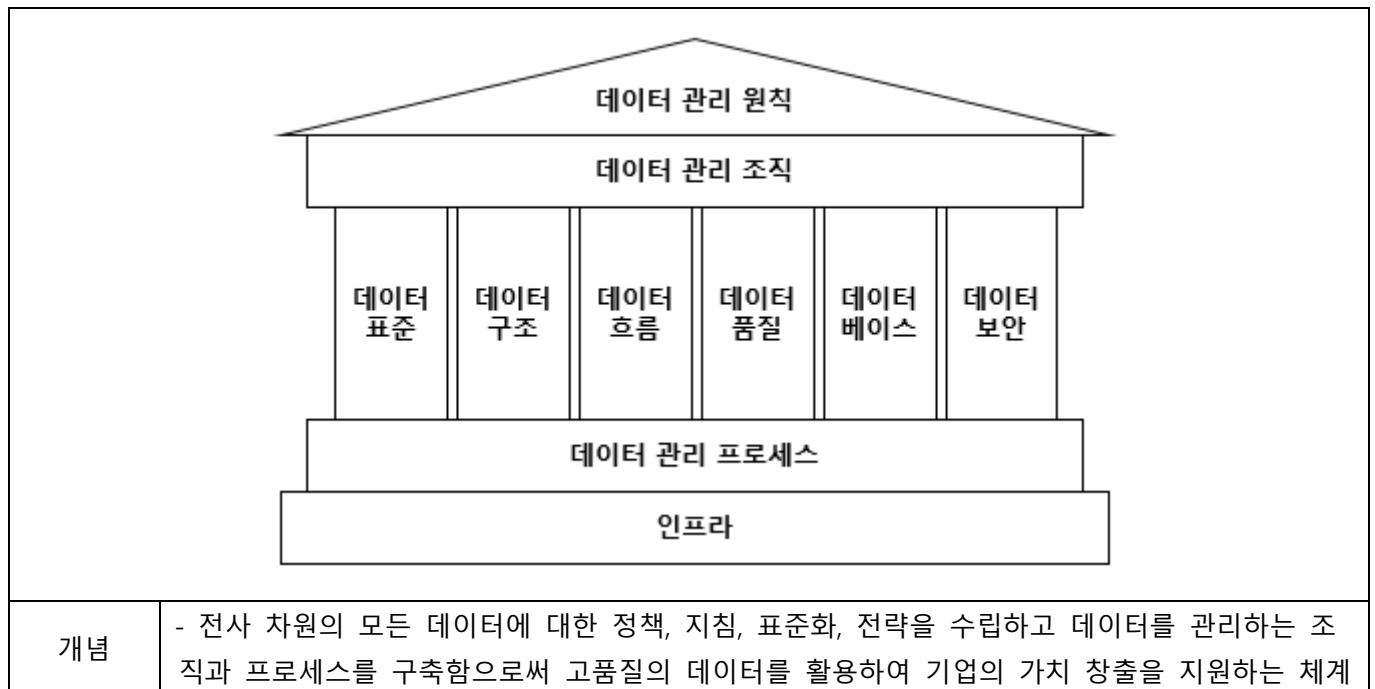 데이터 관리 원칙
데이터 관리 조직
데이터
표준
데이터
구조
데이터
흐름
데이터
품질
데이터
베이스
데이터
보안
데이터 관리 프로세스
인프라
개념
- 전사 차원의 모든 데이터에 대한 정책, 지침, 표준화, 전략을 수립하고 데이터를 관리하는 조
직과 프로세스를 구축함으로써 고품질의 데이터를 활용하여 기업의 가치 창출을 지원하는 체계